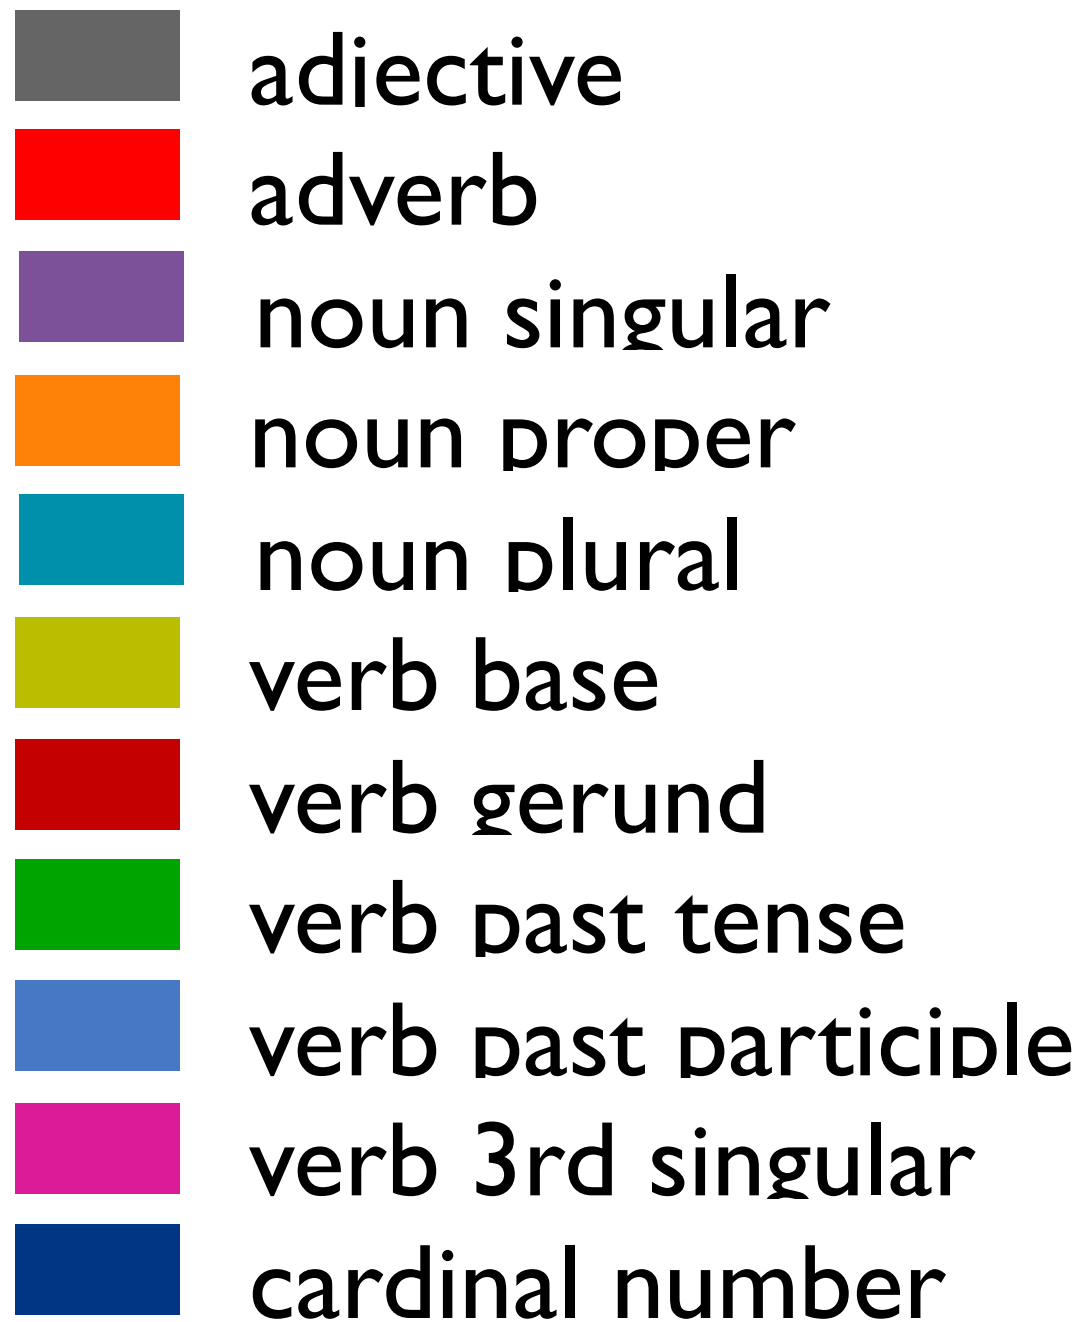 adjective
adverb
noun singular
noun proper
noun plural
verb base
verb gerund
verb past tense
verb past participle
verb 3rd singular
cardinal number